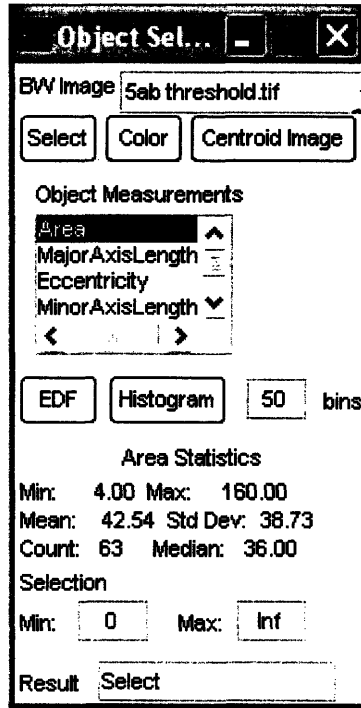 Object Sel...
BW Image 5ab threshold.tif
Select Color Centroid Image
Object Measurements
Area
MajorAxisLength
Eccentricity
MinorAxisLength
EDF Histogram 50 bins
Area Statistics
Min: 4.00 Max: 160.00
Mean: 42.54 Std Dev: 38.73
Count: 63 Median: 36.00
Selection
Min: 0 Max: Inf
Result Select